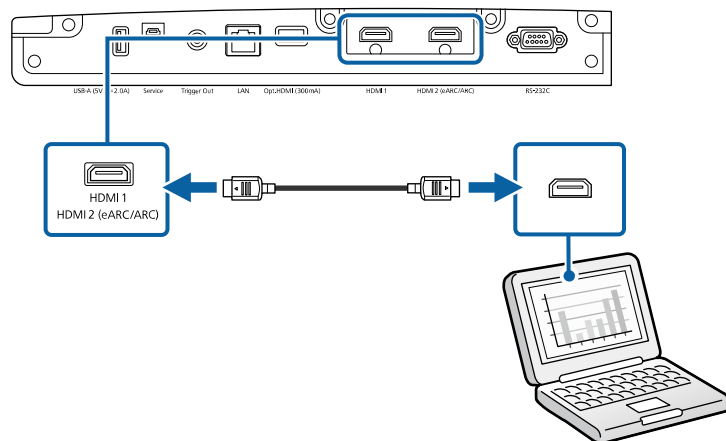 USB-A (5V 2.0A) Service Trigger Out LAN Opt.HDMI (300mA) HDMI 1 HDMI 2 (eARC/ARC) RS-232C
HDMI 1
HDMI 2 (eARC/ARC)